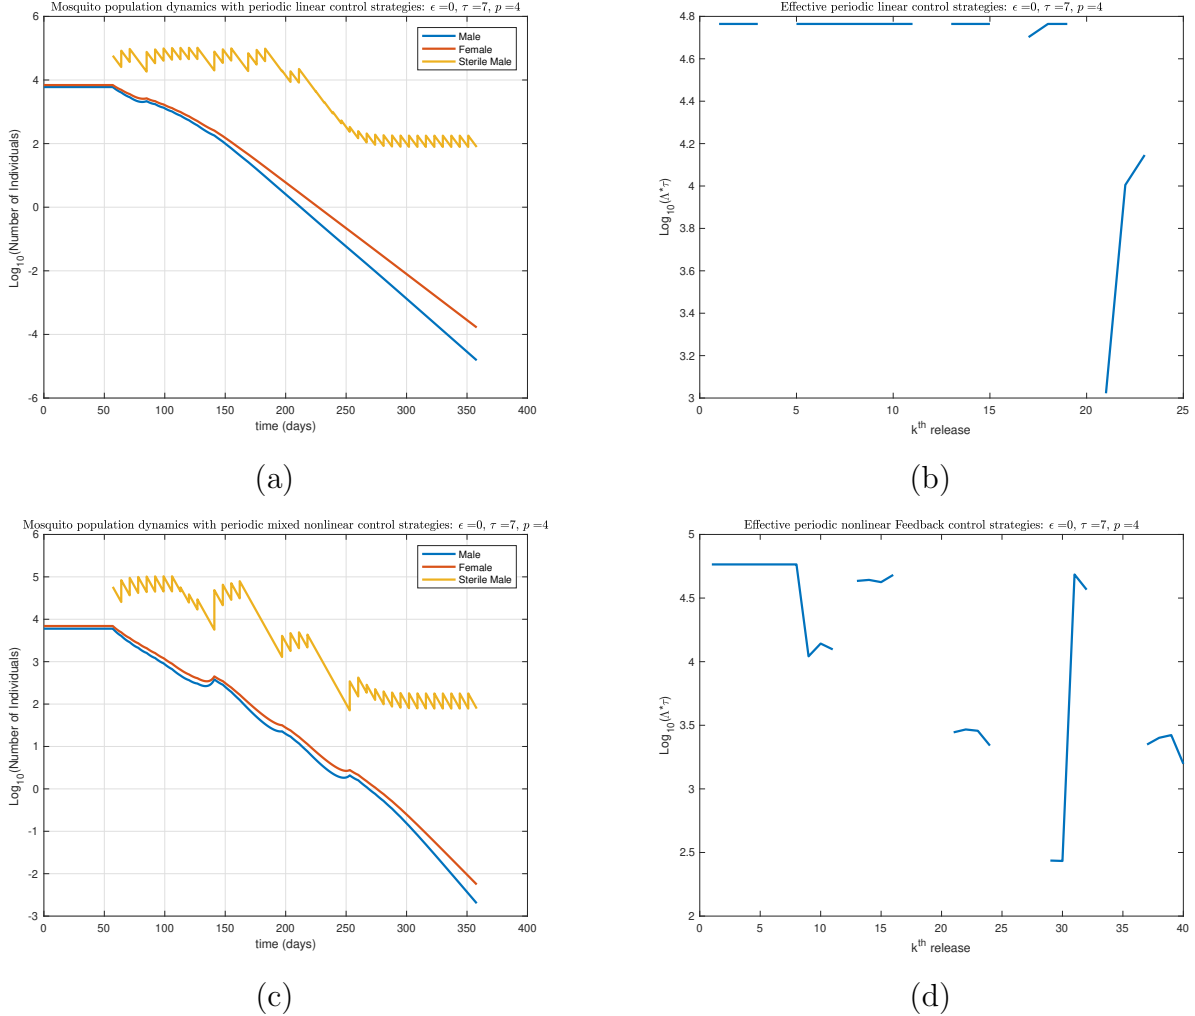 Mosquito population dynamics with periodic linear control strategies: ϵ =0, τ =7, p =4
6
4
2
0
-2
-4
-6
Log10(Number of Individuals)
Male
Female
Sterile Male
0 50 100 150 200 250 300 350 400
time (days)
(a)
Effective periodic linear control strategies: ϵ =0, τ =7, p =4
4.8
4.6
4.4
4.2
4
3.8
3.6
3.4
3.2
3
Log10(Λ*τ)
0 5 10 15 20 25
kth release
(b)
Mosquito population dynamics with periodic mixed nonlinear control strategies: ϵ =0, τ =7, p =4
6
5
4
3
2
1
0
-1
-2
-3
Log10(Number of Individuals)
Male
Female
Sterile Male
0 50 100 150 200 250 300 350 400
time (days)
(c)
Effective periodic nonlinear Feedback control strategies: ϵ =0, τ =7, p =4
5
4.5
4
3.5
3
2.5
2
Log10(Λ*τ)
0 5 10 15 20 25 30 35 40
kth release
(d)